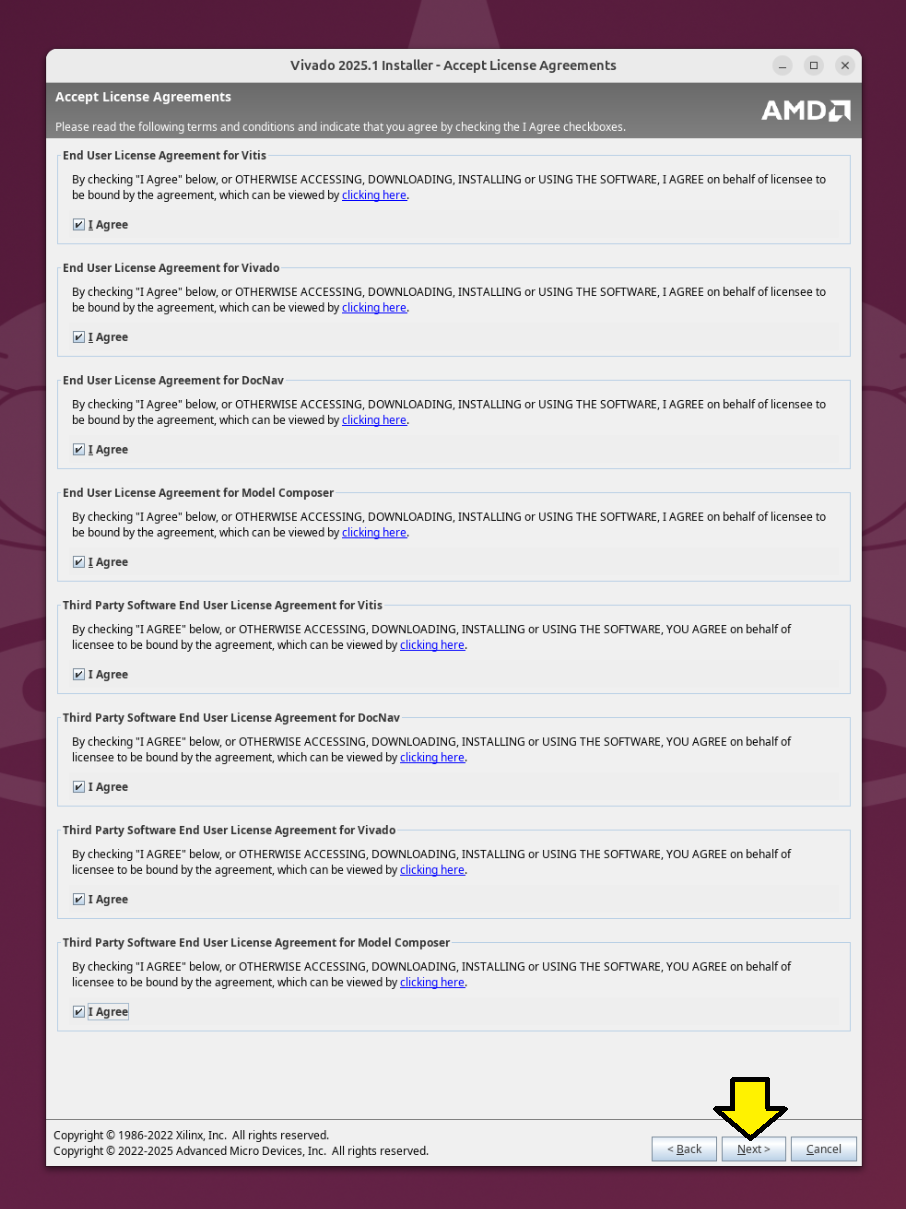 Vivado 2025.1 Installer - Accept License Agreements
Accept License Agreements
Please read the following terms and conditions and indicate that you agree by checking the I Agree checkboxes.
AMD
End User License Agreement for Vitis
By checking "I Agree" below, or OTHERWISE ACCESSING, DOWNLOADING, INSTALLING or USING THE SOFTWARE, I AGREE on behalf of licensee to
be bound by the agreement, which can be viewed by clicking here.
I Agree
End User License Agreement for Vivado
By checking "I Agree" below, or OTHERWISE ACCESSING, DOWNLOADING, INSTALLING or USING THE SOFTWARE, I AGREE on behalf of licensee to
be bound by the agreement, which can be viewed by clicking here.
I Agree
End User License Agreement for DocNav
By checking "I Agree" below, or OTHERWISE ACCESSING, DOWNLOADING, INSTALLING or USING THE SOFTWARE, I AGREE on behalf of licensee to
be bound by the agreement, which can be viewed by clicking here.
I Agree
End User License Agreement for Model Composer
By checking "I Agree" below, or OTHERWISE ACCESSING, DOWNLOADING, INSTALLING or USING THE SOFTWARE, I AGREE on behalf of licensee to
be bound by the agreement, which can be viewed by clicking here.
I Agree
Third Party Software End User License Agreement for Vitis
By checking "I AGREE" below, or OTHERWISE ACCESSING, DOWNLOADING, INSTALLING or USING THE SOFTWARE, YOU AGREE on behalf of
licensee to be bound by the agreement, which can be viewed by clicking here.
I Agree
Third Party Software End User License Agreement for DocNav
By checking "I AGREE" below, or OTHERWISE ACCESSING, DOWNLOADING, INSTALLING or USING THE SOFTWARE, YOU AGREE on behalf of
licensee to be bound by the agreement, which can be viewed by clicking here.
I Agree
Third Party Software End User License Agreement for Vivado
By checking "I AGREE" below, or OTHERWISE ACCESSING, DOWNLOADING, INSTALLING or USING THE SOFTWARE, YOU AGREE on behalf of
licensee to be bound by the agreement, which can be viewed by clicking here.
I Agree
Third Party Software End User License Agreement for Model Composer
By checking "I AGREE" below, or OTHERWISE ACCESSING, DOWNLOADING, INSTALLING or USING THE SOFTWARE, YOU AGREE on behalf of
licensee to be bound by the agreement, which can be viewed by clicking here.
I Agree
Copyright © 1986-2022 Xilinx, Inc. All rights reserved.
Copyright © 2022-2025 Advanced Micro Devices, Inc. All rights reserved.
< Back Next > Cancel